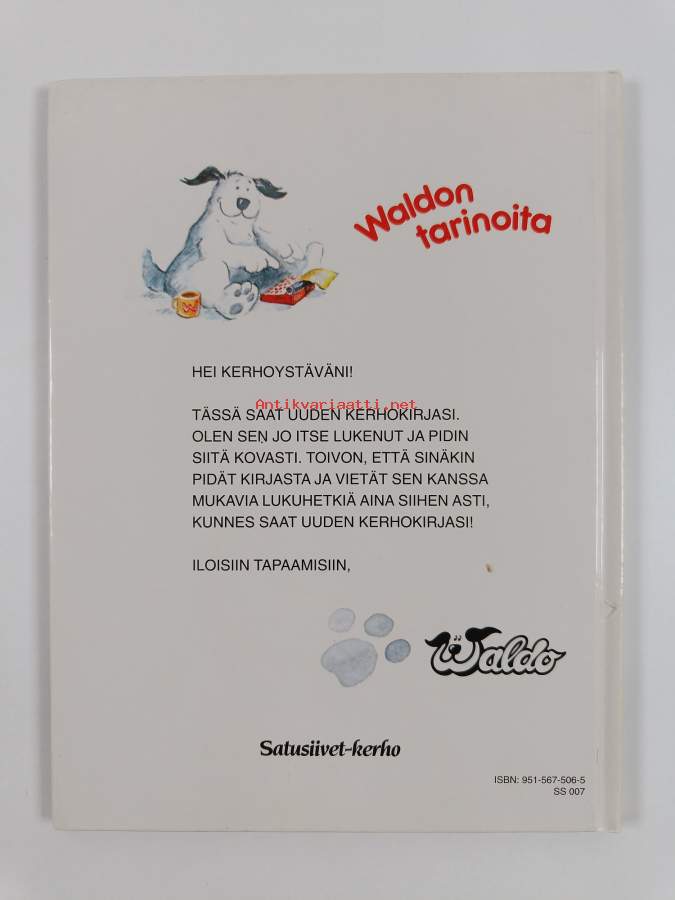 Waldon
tarinoita
W
HEI KERHOYSTÄVÄNI!
Antikvariaatti.net
TÄSSÄ SAAT UUDEN KERHOKIRJASI.
OLEN SEN JO ITSE LUKENUT JA PIDIN
SIITÄ KOVASTI. TOIVON, ETTÄ SINÄKIN
PIDÄT KIRJASTA JA VIETÄT SEN KANSSA
MUKAVIA LUKUHETKIÄ AINA SIIHEN ASTI,
KUNNES SAAT UUDEN KERHOKIRJASI!
ILOISIIN TAPAAMISIIN,
Waldo
Satusiivet-kerho
ISBN: 951-567-506-5
SS 007